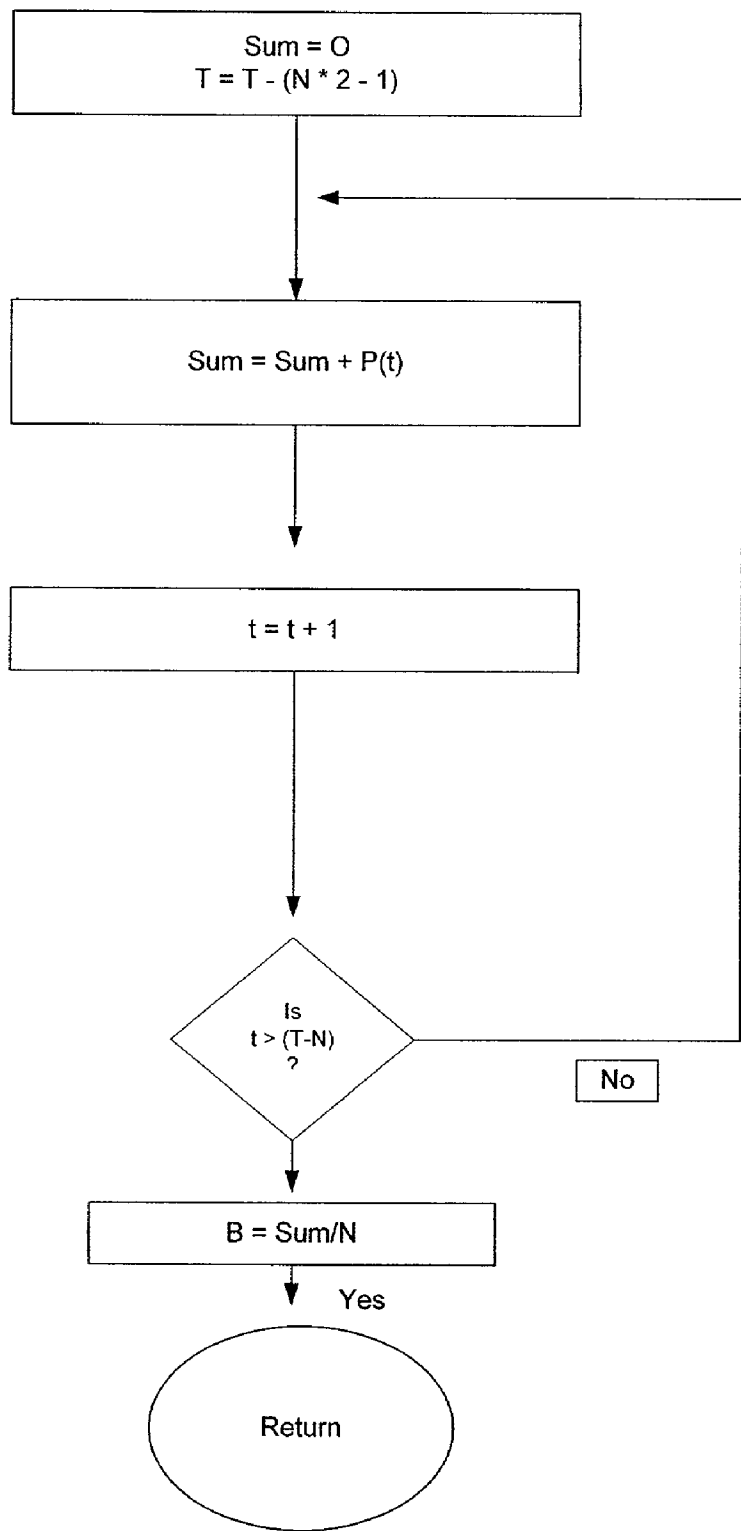 Sum = O
T = T - (N * 2 - 1)
Sum = Sum + P(t)
t = t + 1
Is
t > (T-N)
?
No
B = Sum/N
Yes
Return